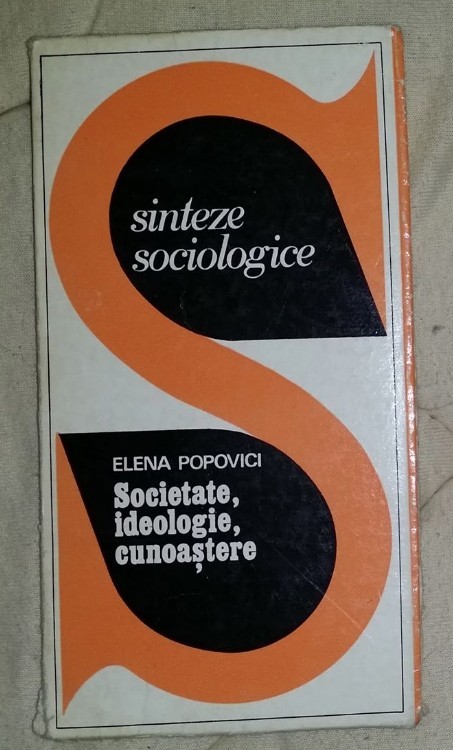 sinteze
sociologice
ELENA POPOVICI
Societate,
ideologie,
cunoaștere